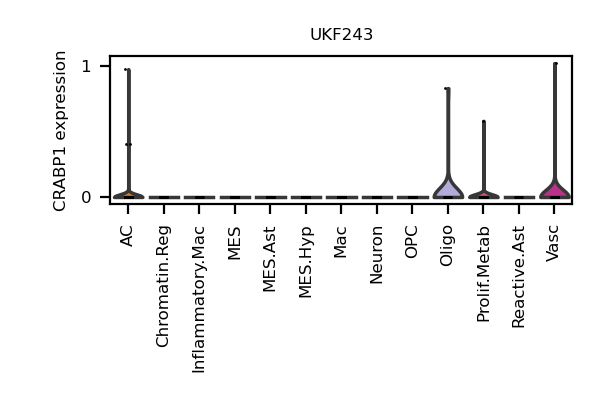 UKF243
CRABP1 expression
1
0
AC
Chromatin.Reg
Inflammatory.Mac
MES
MES.Ast
MES.Hyp
Mac
Neuron
OPC
Oligo
Prolif.Metab
Reactive.Ast
Vasc